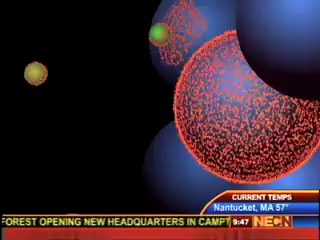 CURRENT TEMPS
Nantucket, MA 57°
FOREST OPENING NEW HEADQUARTERS IN CAMPT 9:47 NECN